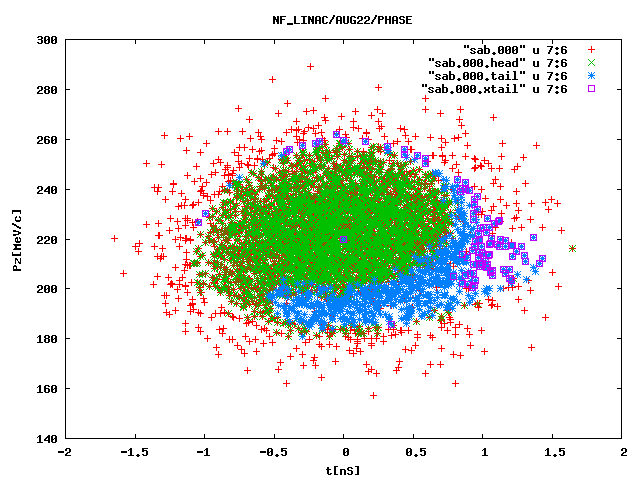 NF_LINAC/AUG22/PHASE
"sab.000" u 7:6
"sab.000.head" u 7:6
"sab.000.tail" u 7:6
"sab.000.xtail" u 7:6
Pz[MeV/c]
300
280
260
240
220
200
180
160
140
-2 -1.5 -1 -0.5 0 0.5 1 1.5 2
t[nS]